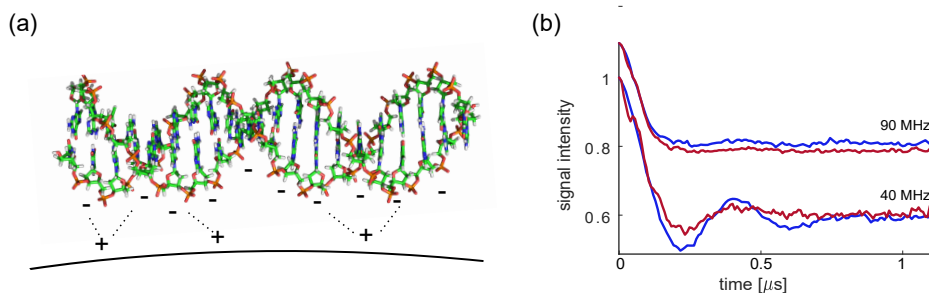 (a)
(b)
1
0.8
0.6
signal intensity
90 MHz
40 MHz
0
0.5
1
time [μs]
- - - - - - - -
+ + +